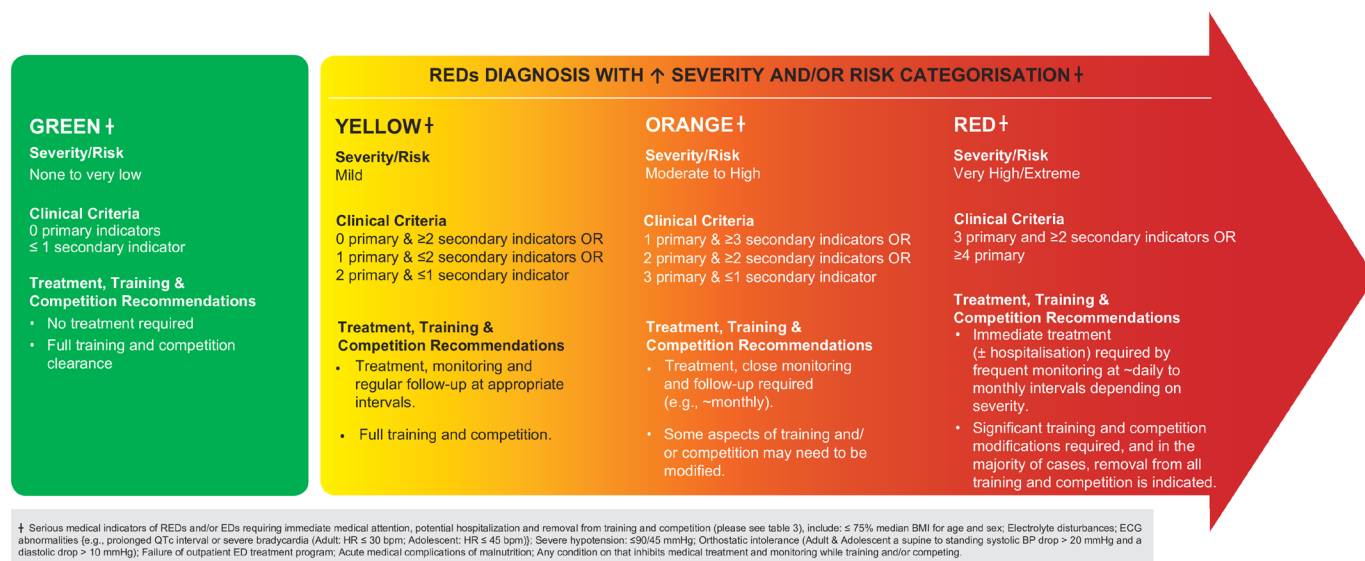 REDs DIAGNOSIS WITH ↑ SEVERITY AND/OR RISK CATEGORISATION ⟊
GREEN ⟊
Severity/Risk
None to very low
Clinical Criteria
0 primary indicators
≤ 1 secondary indicator
Treatment, Training &
Competition Recommendations
• No treatment required
• Full training and competition
clearance
YELLOW ⟊
Severity/Risk
Mild
Clinical Criteria
0 primary & ≥2 secondary indicators OR
1 primary & ≤2 secondary indicators OR
2 primary & ≤1 secondary indicator
Treatment, Training &
Competition Recommendations
• Treatment, monitoring and
regular follow-up at appropriate
intervals.
• Full training and competition.
ORANGE ⟊
Severity/Risk
Moderate to High
Clinical Criteria
1 primary & ≥3 secondary indicators OR
2 primary & ≥2 secondary indicators OR
3 primary & ≤1 secondary indicator
Treatment, Training &
Competition Recommendations
• Treatment, close monitoring
and follow-up required
(e.g., ~monthly).
• Some aspects of training and/
or competition may need to be
modified.
RED ⟊
Severity/Risk
Very High/Extreme
Clinical Criteria
3 primary and ≥2 secondary indicators OR
≥4 primary
Treatment, Training &
Competition Recommendations
• Immediate treatment
(± hospitalisation) required by
frequent monitoring at ~daily to
monthly intervals depending on
severity.
• Significant training and competition
modifications required, and in the
majority of cases, removal from all
training and competition is indicated.
⟊ Serious medical indicators of REDs and/or EDs requiring immediate medical attention, potential hospitalization and removal from training and competition (please see table 3), include: ≤ 75% median BMI for age and sex; Electrolyte disturbances; ECG
abnormalities {e.g., prolonged QTc interval or severe bradycardia (Adult: HR ≤ 30 bpm; Adolescent: HR ≤ 45 bpm)}; Severe hypotension: ≤90/45 mmHg; Orthostatic intolerance (Adult & Adolescent a supine to standing systolic BP drop > 20 mmHg and a
diastolic drop > 10 mmHg); Failure of outpatient ED treatment program; Acute medical complications of malnutrition; Any condition on that inhibits medical treatment and monitoring while training and/or competing.